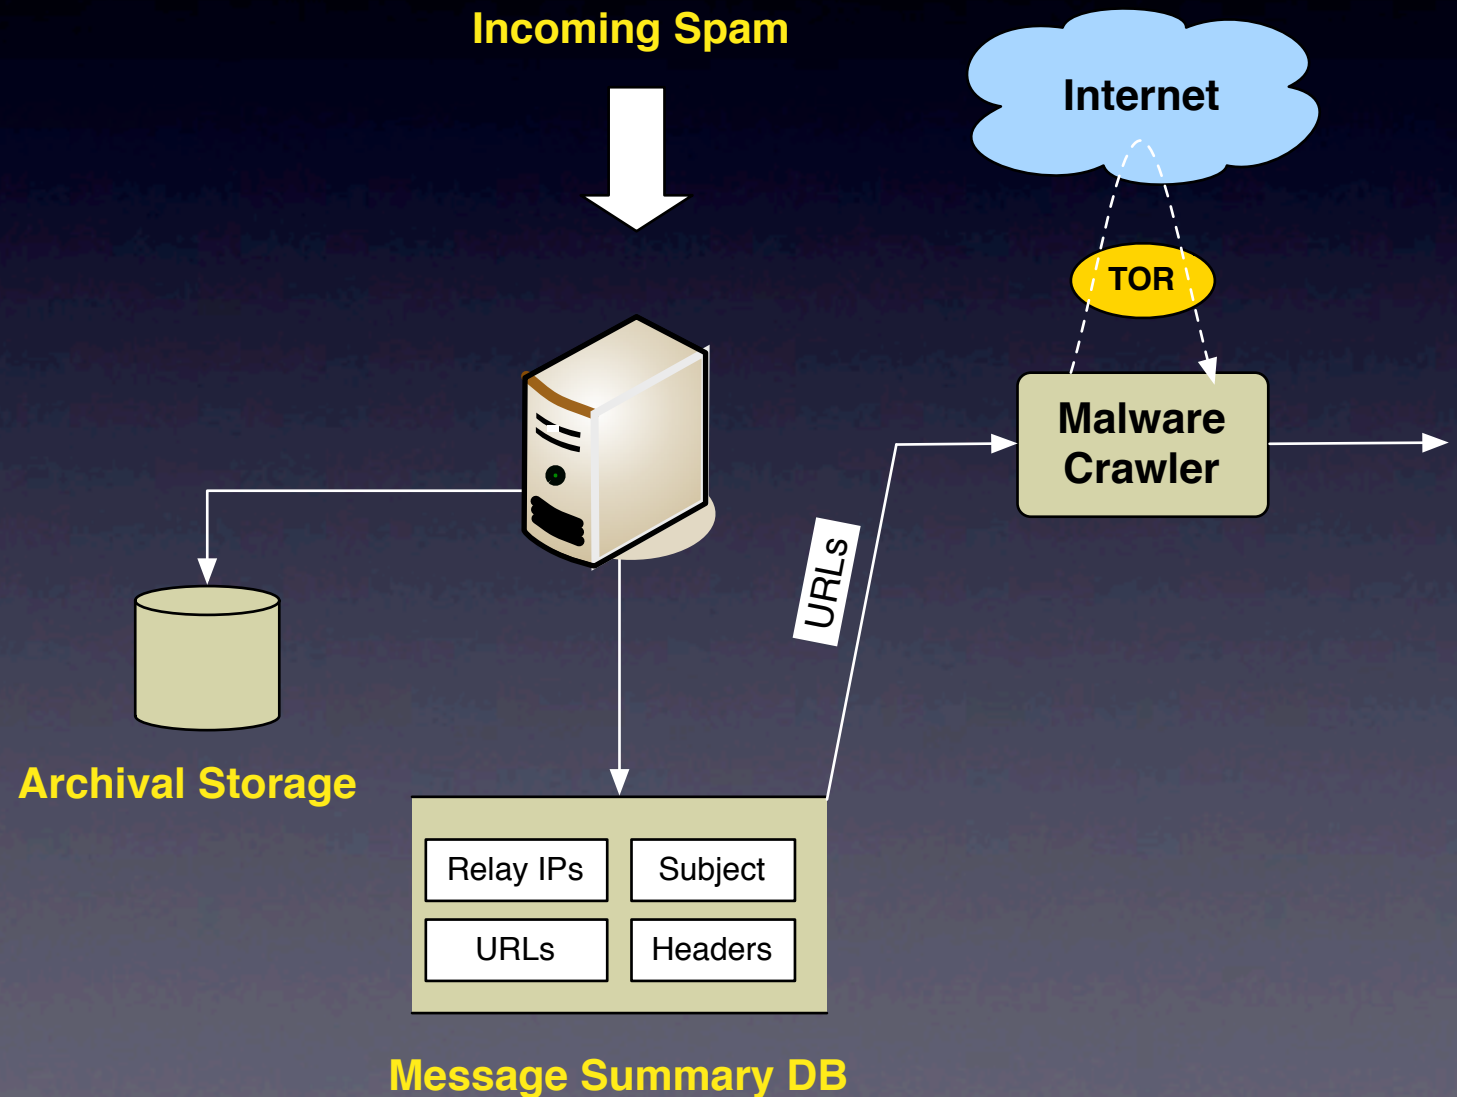 Incoming Spam
Internet
TOR
Malware
Crawler
URLs
Archival Storage
Relay IPs
Subject
URLs
Headers
Message Summary DB